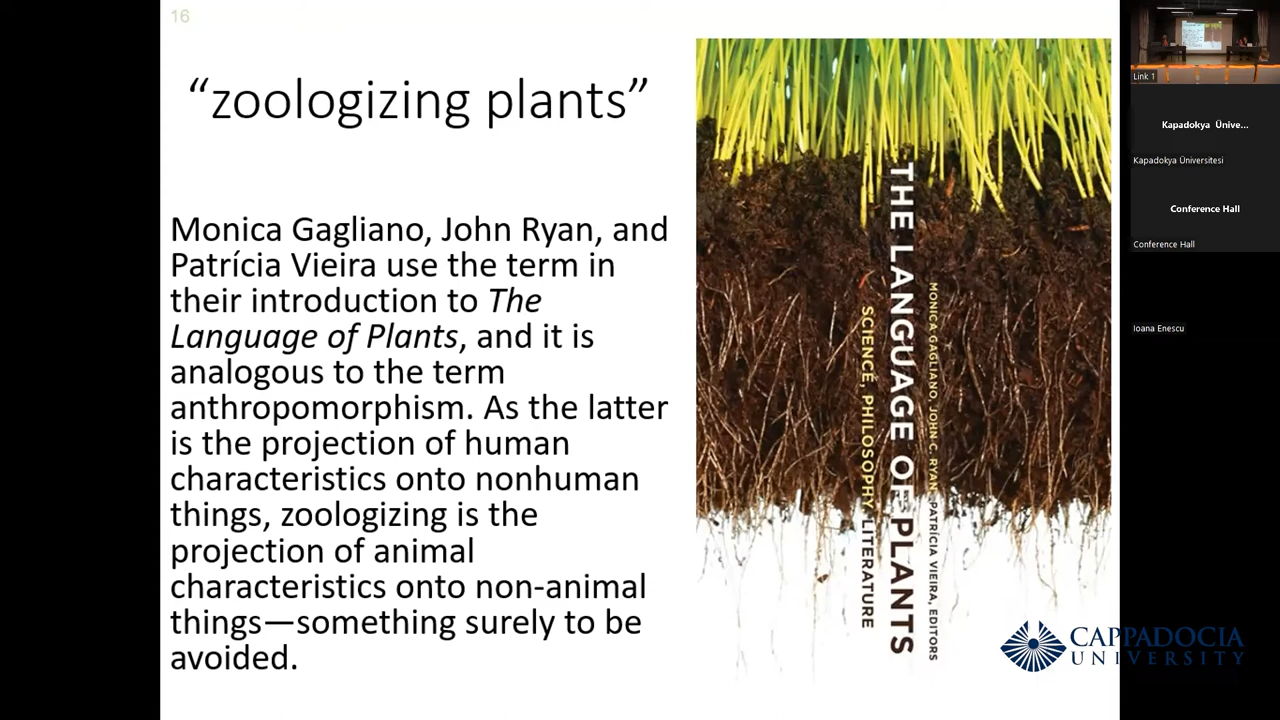 16
“zoologizing plants”
Monica Gagliano, John Ryan, and
Patrícia Vieira use the term in
their introduction to The
Language of Plants, and it is
analogous to the term
anthropomorphism. As the latter
is the projection of human
characteristics onto nonhuman
things, zoologizing is the
projection of animal
characteristics onto non-animal
things—something surely to be
avoided.
THE LANGUAGE OF PLANTS
SCIENCE, PHILOSOPHY, LITERATURE
MONICA GAGLIANO, JOHN C. RYAN, PATRÍCIA VIEIRA, EDITORS
CAPPADOCIA
UNIVERSITY
Link 1
Kapadokya Ünive...
Kapadokya Üniversitesi
Conference Hall
Conference Hall
Ioana Enescu